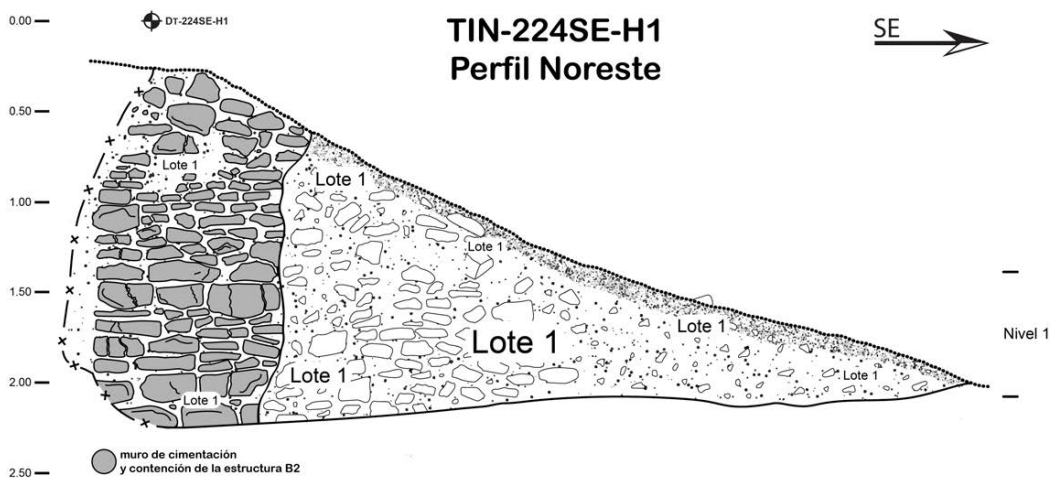 0.00
DT-224SE-H1
TIN-224SE-H1
Perfil Noreste
SE
0.50
Lote 1
Lote 1
1.00
Lote 1
1.50
Lote 1
Nivel 1
Lote 1
Lote 1
Lote 1
2.00
Lote 1
muro de cimentación
y contención de la estructura B2
2.50